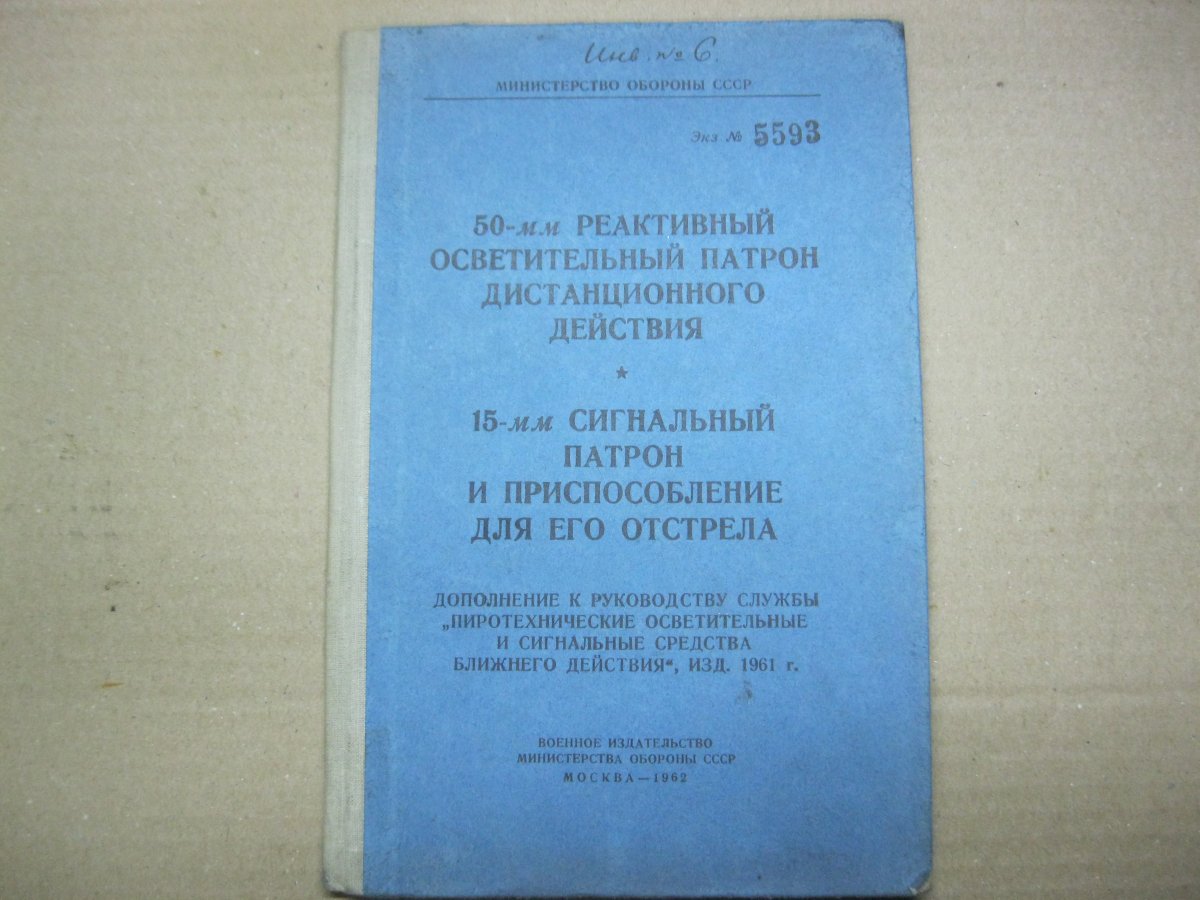 Инв. № 6.
МИНИСТЕРСТВО ОБОРОНЫ СССР
Экз № 5593
50-мм РЕАКТИВНЫЙ
ОСВЕТИТЕЛЬНЫЙ ПАТРОН
ДИСТАНЦИОННОГО
ДЕЙСТВИЯ
★
15-мм СИГНАЛЬНЫЙ
ПАТРОН
И ПРИСПОСОБЛЕНИЕ
ДЛЯ ЕГО ОТСТРЕЛА
ДОПОЛНЕНИЕ К РУКОВОДСТВУ СЛУЖБЫ
„ПИРОТЕХНИЧЕСКИЕ ОСВЕТИТЕЛЬНЫЕ
И СИГНАЛЬНЫЕ СРЕДСТВА
БЛИЖНЕГО ДЕЙСТВИЯ“, ИЗД. 1961 г.
ВОЕННОЕ ИЗДАТЕЛЬСТВО
МИНИСТЕРСТВА ОБОРОНЫ СССР
МОСКВА — 1962